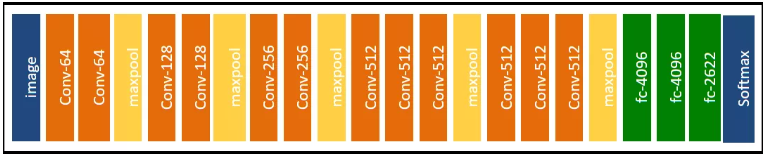 image
Conv-64
Conv-64
maxpool
Conv-128
Conv-128
maxpool
Conv-256
Conv-256
maxpool
Conv-512
Conv-512
Conv-512
maxpool
Conv-512
Conv-512
Conv-512
maxpool
fc-4096
fc-4096
fc-2622
Softmax